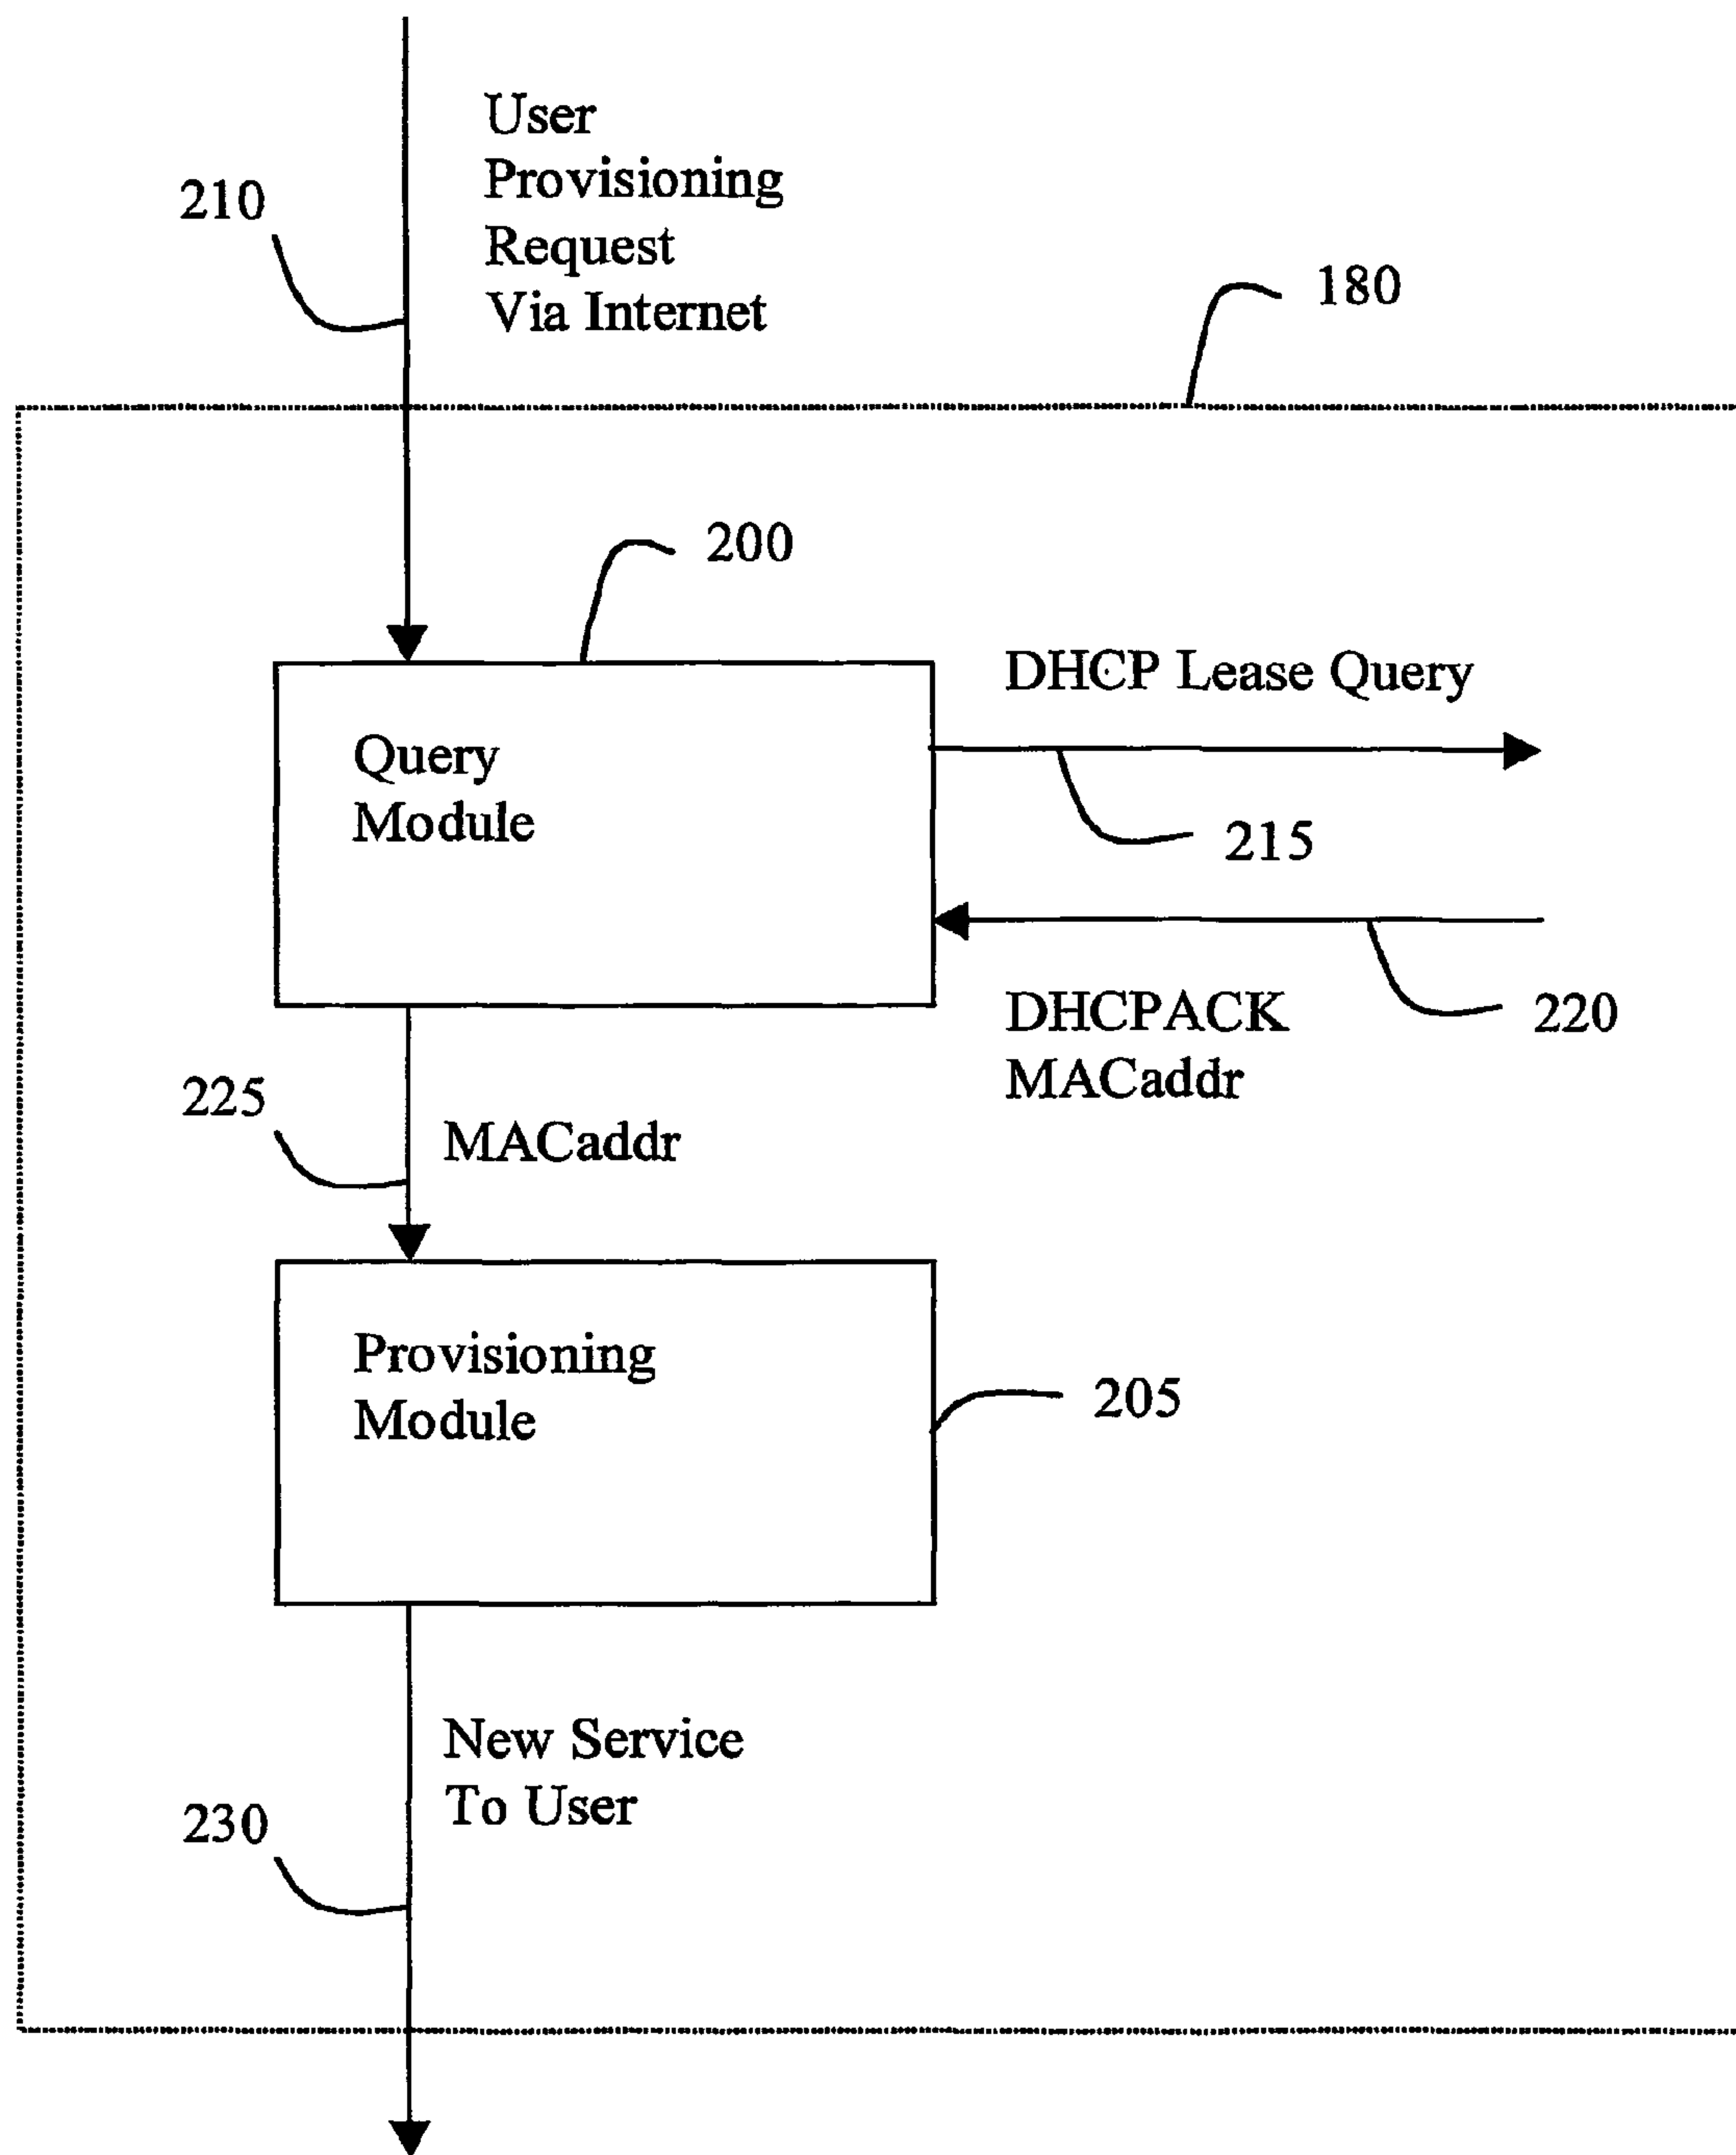 User
Provisioning
Request
Via Internet
210
180
200
DHCP Lease Query
Query
Module
215
220
DHCPACK
MACaddr
225
MACaddr
Provisioning
Module
205
New Service
To User
230